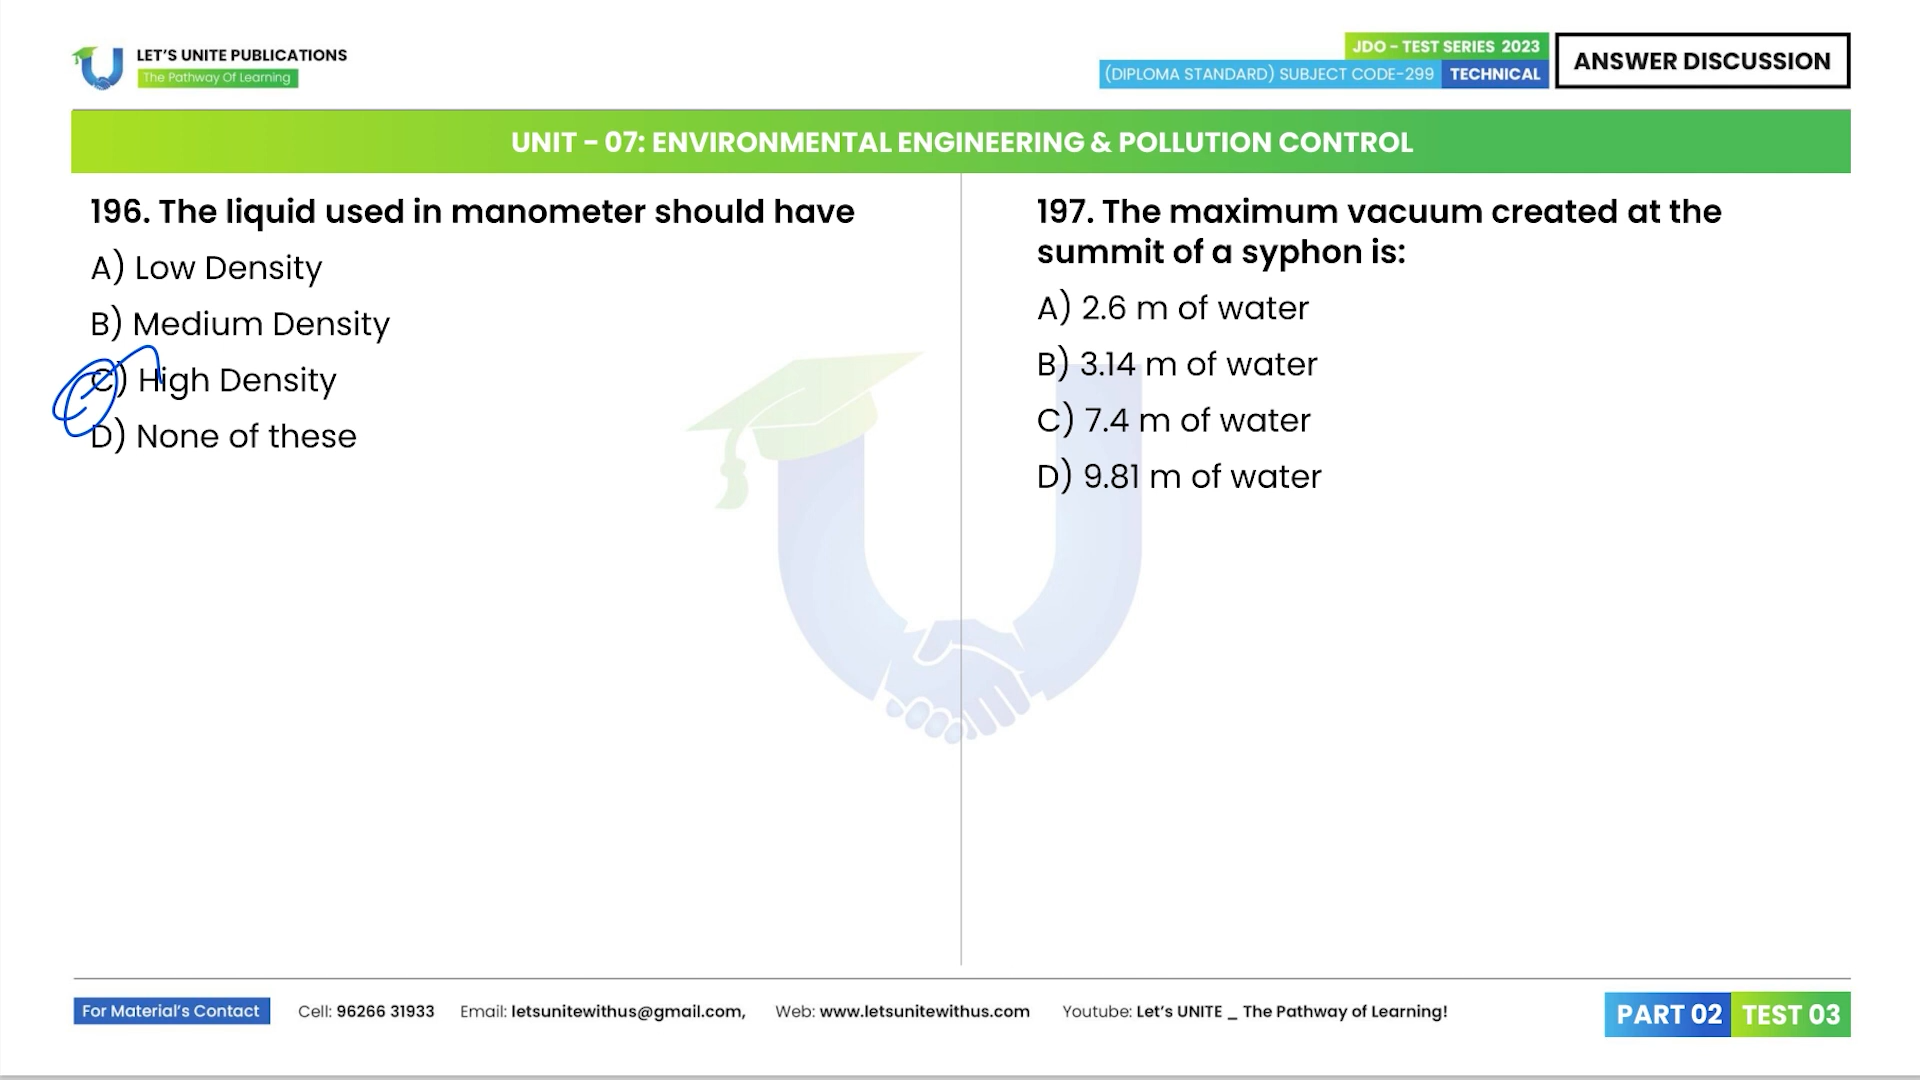 LET'S UNITE PUBLICATIONS
The Pathway Of Learning
JDO - TEST SERIES 2023
(DIPLOMA STANDARD) SUBJECT CODE-299 TECHNICAL
ANSWER DISCUSSION
UNIT - 07: ENVIRONMENTAL ENGINEERING & POLLUTION CONTROL
196. The liquid used in manometer should have
A) Low Density
B) Medium Density
C) High Density
D) None of these
197. The maximum vacuum created at the
summit of a syphon is:
A) 2.6 m of water
B) 3.14 m of water
C) 7.4 m of water
D) 9.81 m of water
For Material's Contact Cell: 96266 31933 Email: letsunitewithus@gmail.com, Web: www.letsunitewithus.com Youtube: Let's UNITE _ The Pathway of Learning!
PART 02 TEST 03